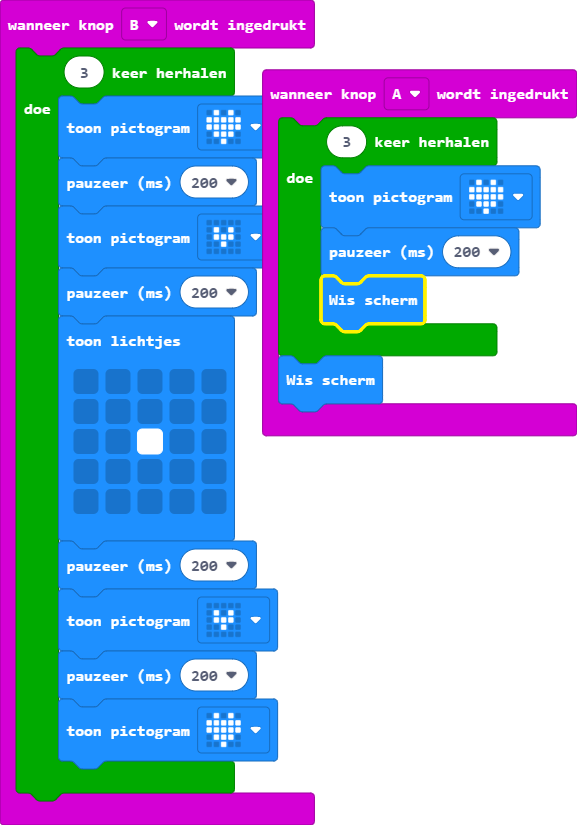 wanneer knop B wordt ingedrukt
3 keer herhalen
doe
toon pictogram
pauzeer (ms) 200
toon pictogram
pauzeer (ms) 200
toon lichtjes
pauzeer (ms) 200
toon pictogram
pauzeer (ms) 200
toon pictogram
wanneer knop A wordt ingedrukt
3 keer herhalen
doe
toon pictogram
pauzeer (ms) 200
Wis scherm
Wis scherm